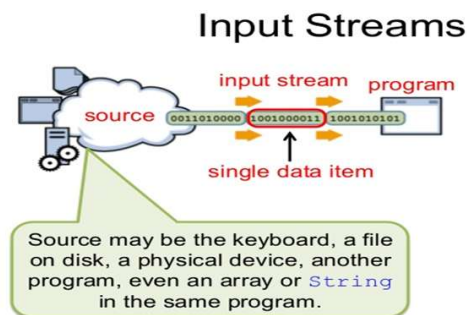 Input Streams
input stream
program
source
0011010000
1001000011
1001010101
single data item
Source may be the keyboard, a file
on disk, a physical device, another
program, even an array or String
in the same program.